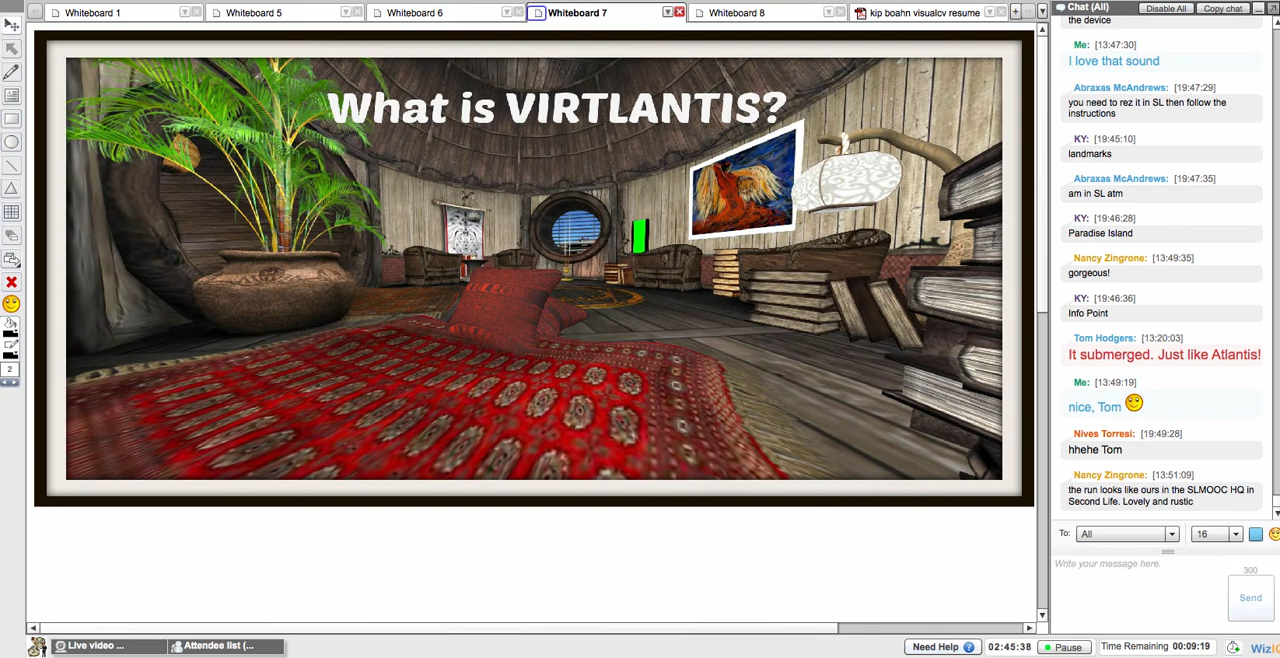 Whiteboard 1
Whiteboard 5
Whiteboard 6
Whiteboard 7
Whiteboard 8
kip boahn visualcv resume
Chat (All)
Disable All
Copy chat
What is VIRTLANTIS?
the device
Me: [13:47:30]
I love that sound
Abraxas McAndrews: [19:47:29]
you need to rez it in SL then follow the
instructions
KY: [19:45:10]
landmarks
Abraxas McAndrews: [19:47:35]
am in SL atm
KY: [19:46:28]
Paradise Island
Nancy Zingrone: [13:49:35]
gorgeous!
KY: [19:46:36]
Info Point
Tom Hodgers: [13:20:03]
It submerged. Just like Atlantis!
Me: [13:49:19]
nice, Tom
Nives Torresi: [19:49:28]
hhehe Tom
Nancy Zingrone: [13:51:09]
the run looks like ours in the SLMOOC HQ in
Second Life. Lovely and rustic
To: All 16
Write your message here.
300
Send
2
Live video ...
Attendee list (...
Need Help ?
02:45:38
Pause
Time Remaining 00:09:19
WizI